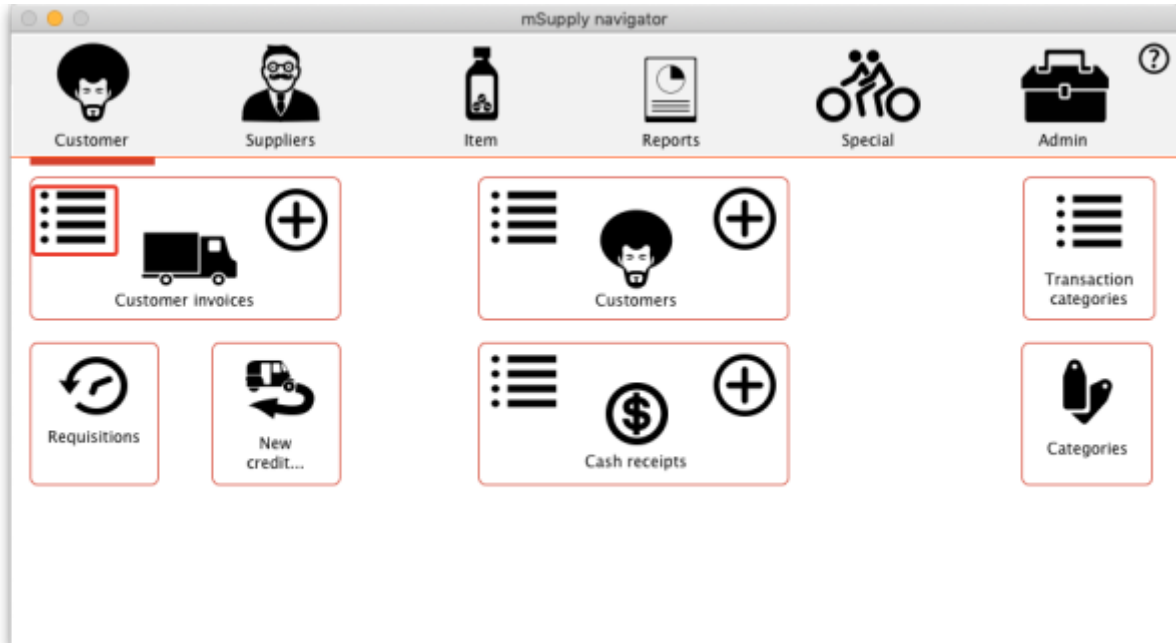 mSupply navigator
?
Customer
Suppliers
Item
Reports
Special
Admin
Customer invoices
Customers
Transaction
categories
Requisitions
New
credit...
$
Cash receipts
Categories